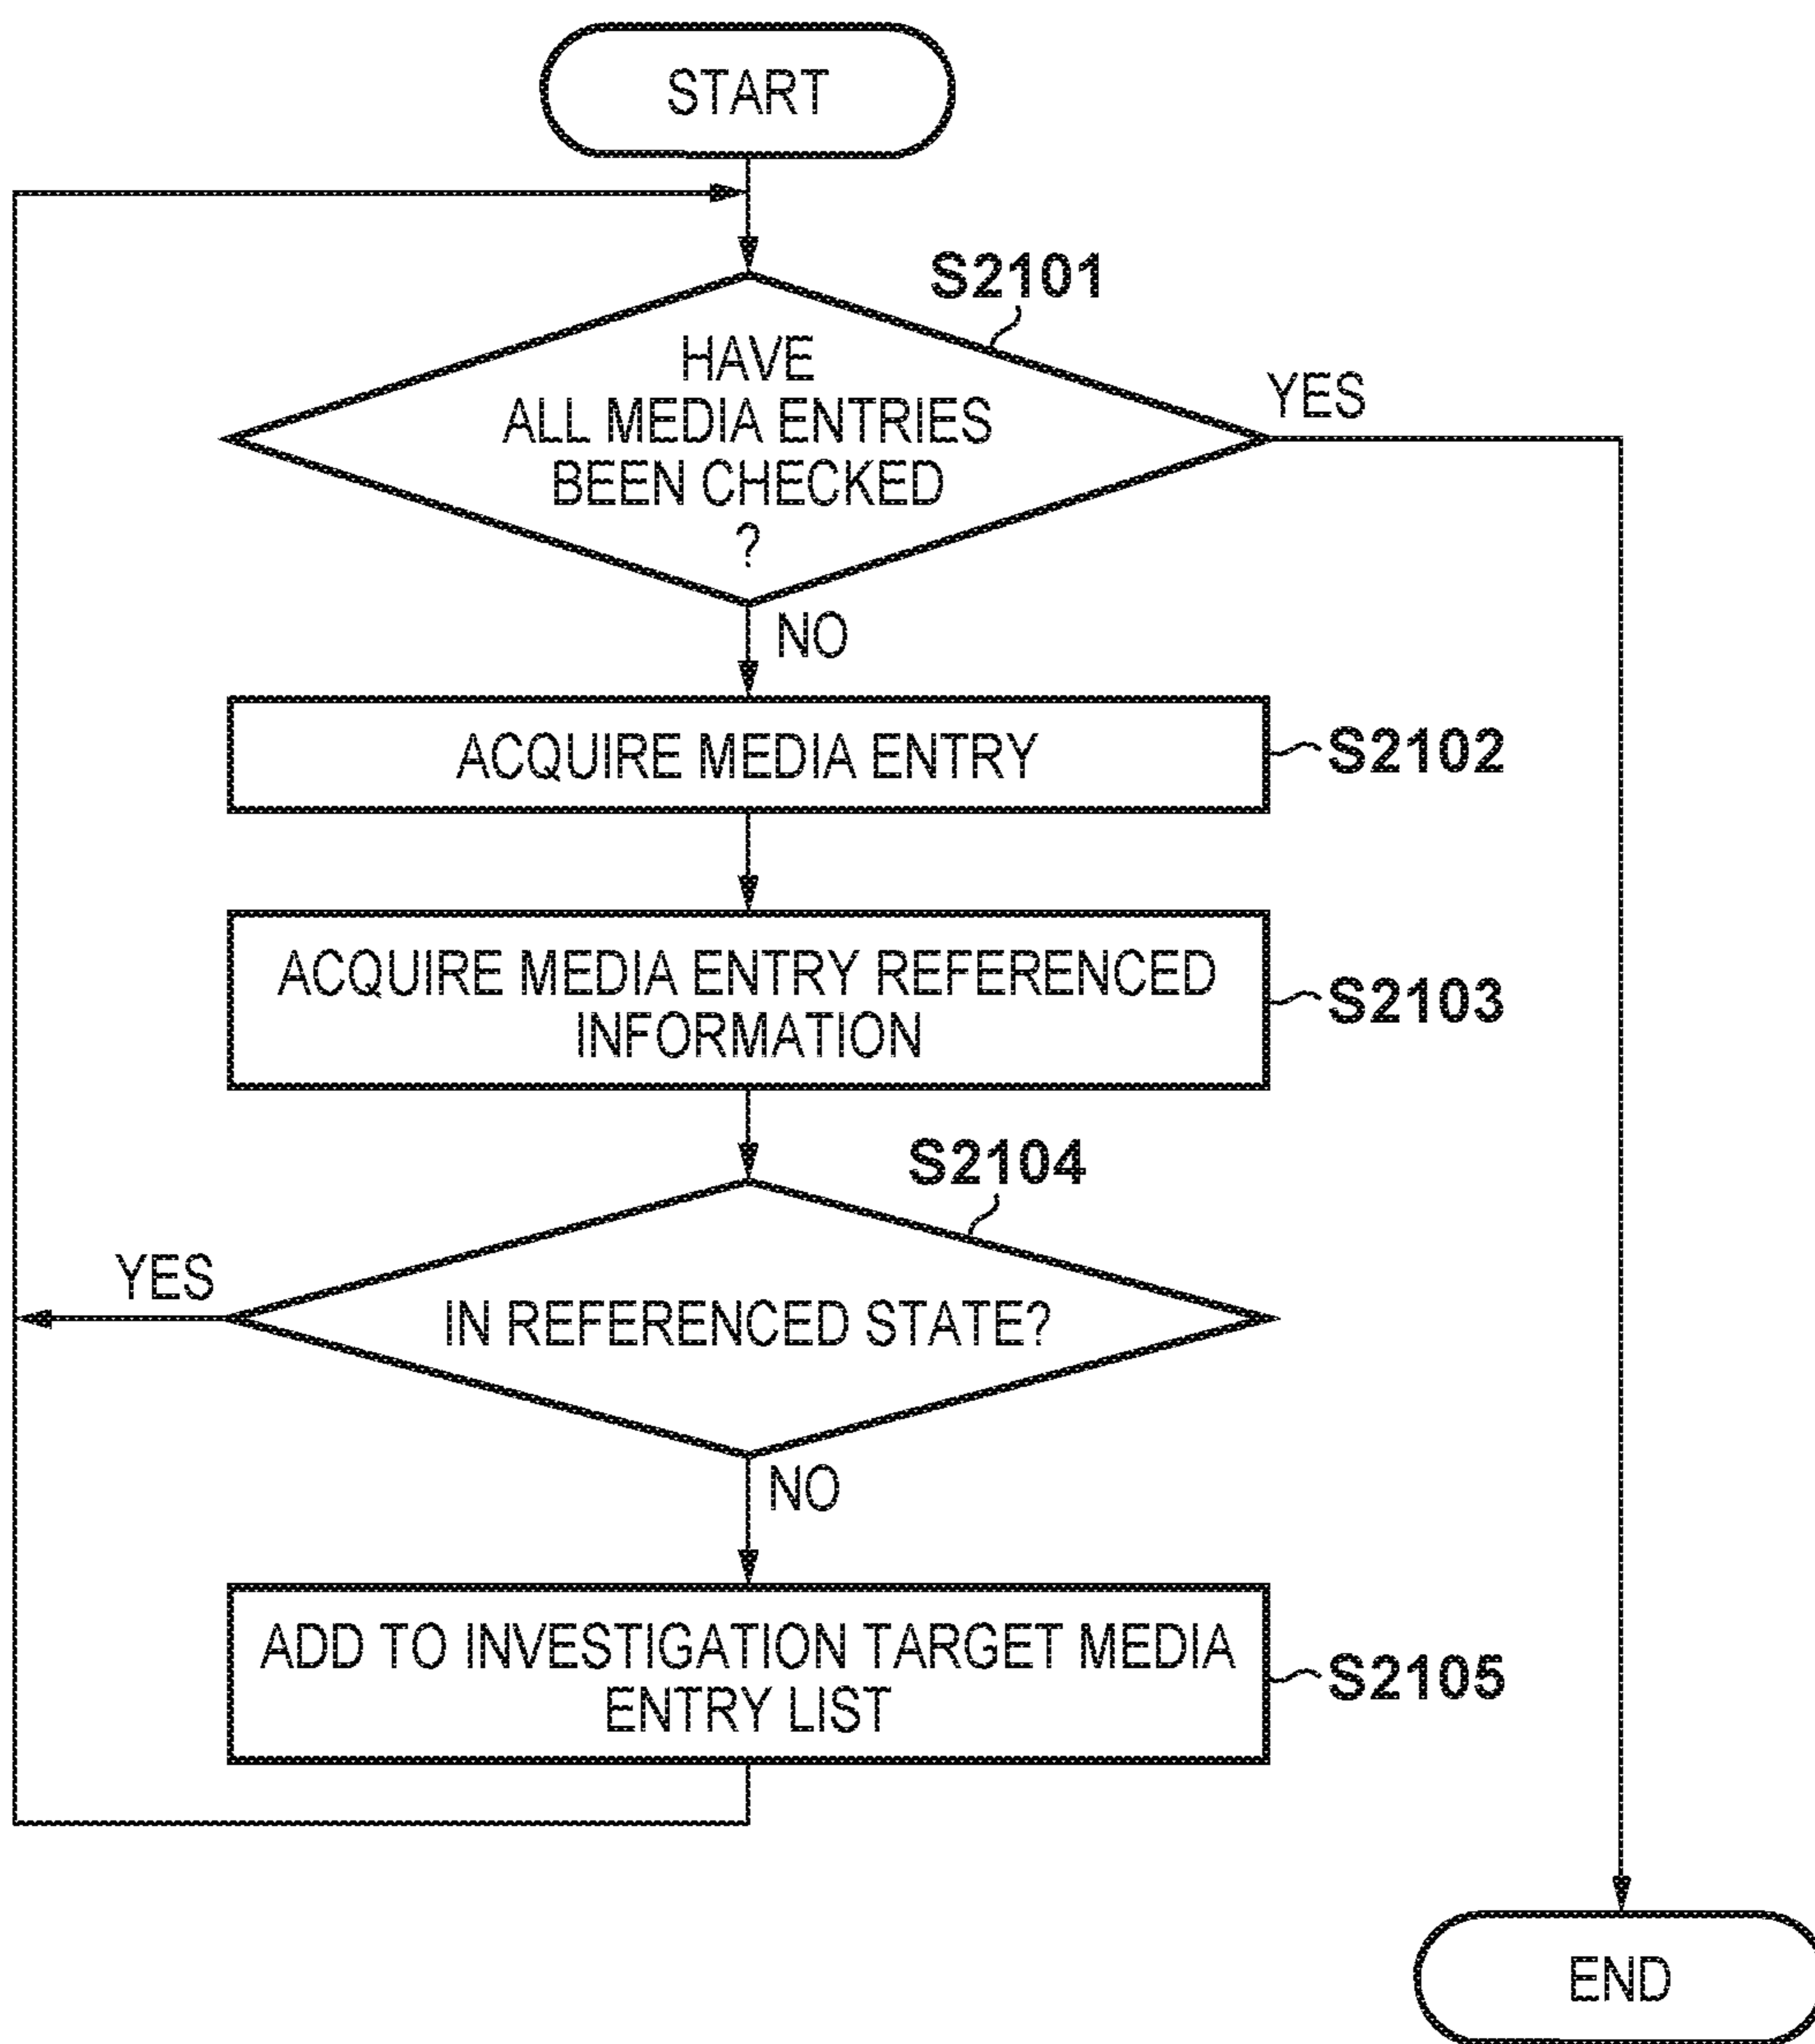 START
S2101
HAVE
ALL MEDIA ENTRIES
BEEN CHECKED
?
YES
NO
ACQUIRE MEDIA ENTRY
S2102
ACQUIRE MEDIA ENTRY REFERENCED
INFORMATION
S2103
S2104
YES
IN REFERENCED STATE?
NO
ADD TO INVESTIGATION TARGET MEDIA
ENTRY LIST
S2105
END